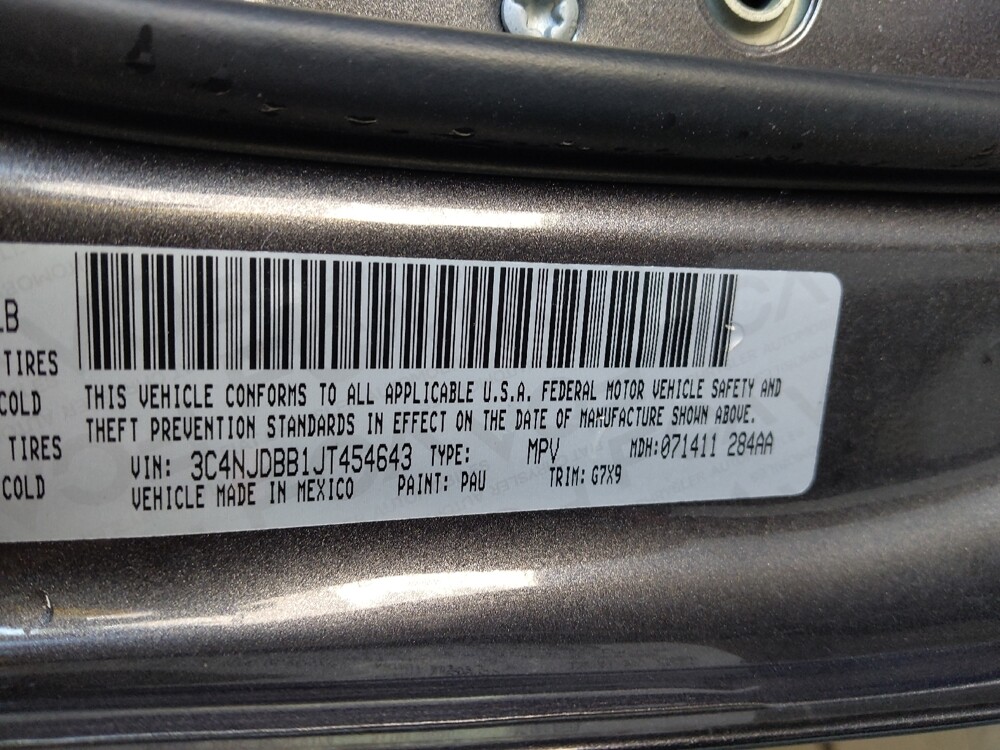 LB
TIRES
COLD
TIRES
COLD
THIS VEHICLE CONFORMS TO ALL APPLICABLE U.S.A. FEDERAL MOTOR VEHICLE SAFETY AND
THEFT PREVENTION STANDARDS IN EFFECT ON THE DATE OF MANUFACTURE SHOWN ABOVE.
VIN: 3C4NJDBB1JT454643 TYPE: MPV MDH:071411 284AA
VEHICLE MADE IN MEXICO PAINT: PAU TRIM: G7X9